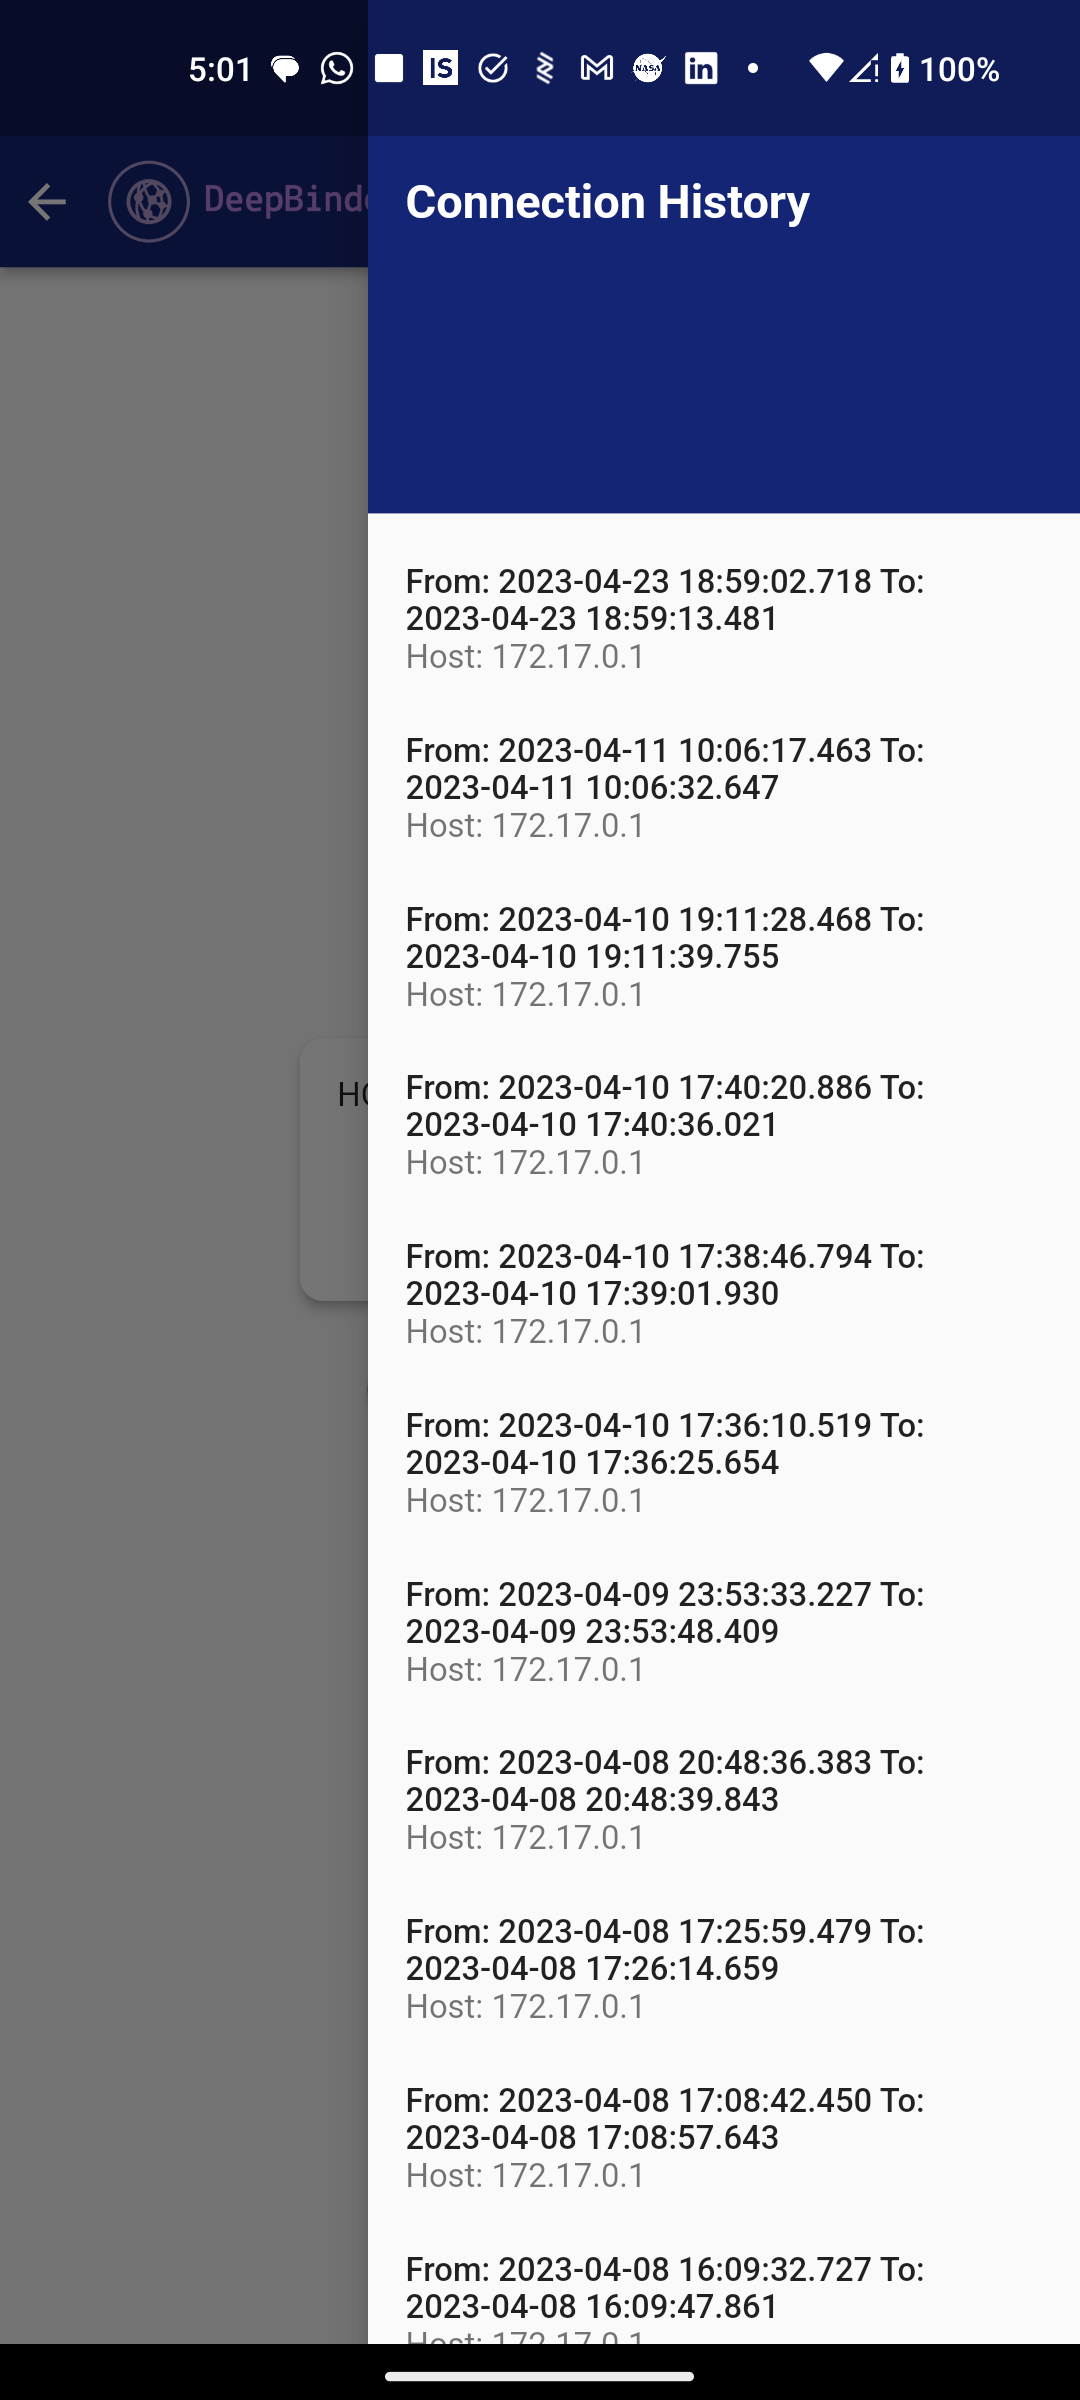 5:01
IS
NASA
in
100%
DeepBind
Connection History
From: 2023-04-23 18:59:02.718 To:
2023-04-23 18:59:13.481
Host: 172.17.0.1
From: 2023-04-11 10:06:17.463 To:
2023-04-11 10:06:32.647
Host: 172.17.0.1
From: 2023-04-10 19:11:28.468 To:
2023-04-10 19:11:39.755
Host: 172.17.0.1
From: 2023-04-10 17:40:20.886 To:
2023-04-10 17:40:36.021
Host: 172.17.0.1
From: 2023-04-10 17:38:46.794 To:
2023-04-10 17:39:01.930
Host: 172.17.0.1
From: 2023-04-10 17:36:10.519 To:
2023-04-10 17:36:25.654
Host: 172.17.0.1
From: 2023-04-09 23:53:33.227 To:
2023-04-09 23:53:48.409
Host: 172.17.0.1
From: 2023-04-08 20:48:36.383 To:
2023-04-08 20:48:39.843
Host: 172.17.0.1
From: 2023-04-08 17:25:59.479 To:
2023-04-08 17:26:14.659
Host: 172.17.0.1
From: 2023-04-08 17:08:42.450 To:
2023-04-08 17:08:57.643
Host: 172.17.0.1
From: 2023-04-08 16:09:32.727 To:
2023-04-08 16:09:47.861
Host: 172.17.0.1